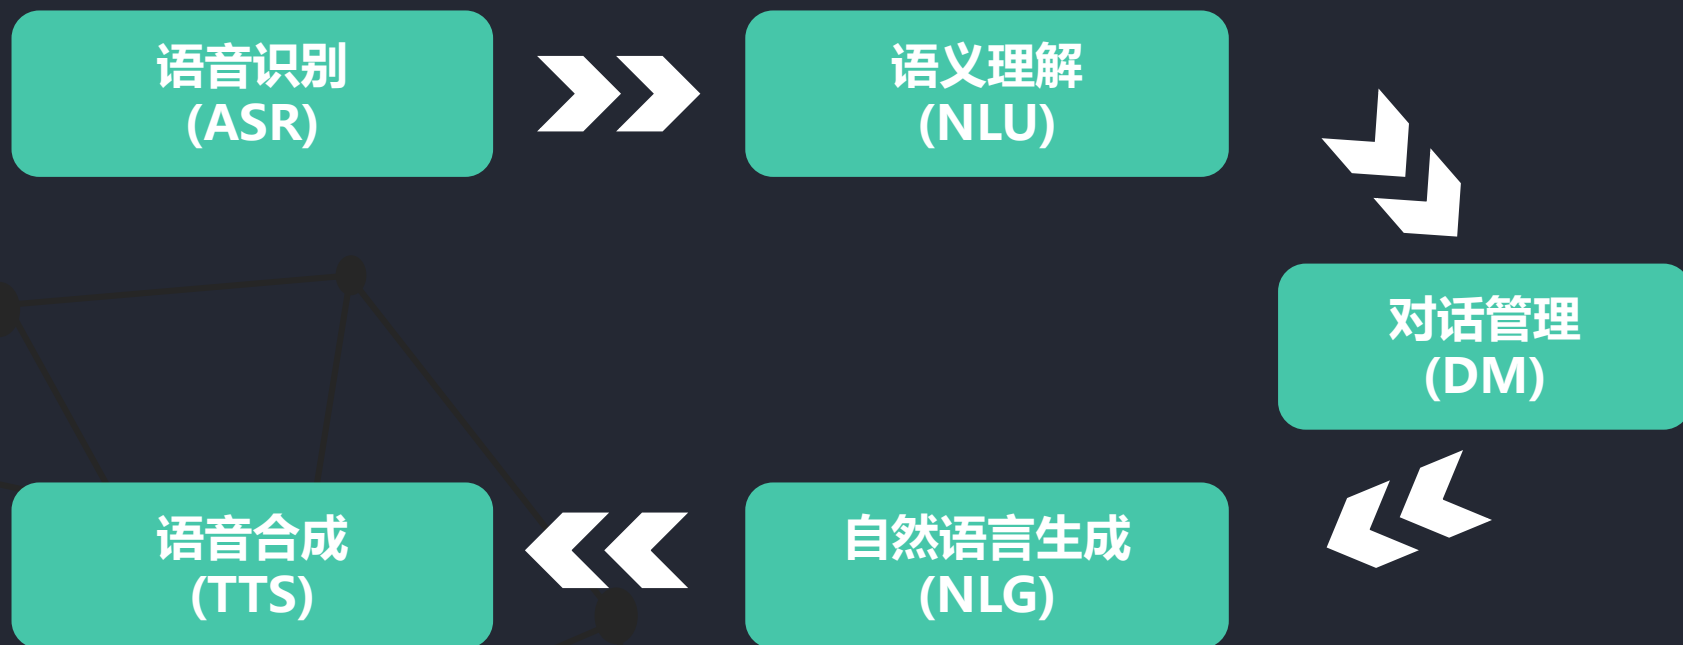 语音识别
(ASR)
语义理解
(NLU)
对话管理
(DM)
自然语言生成
(NLG)
语音合成
(TTS)